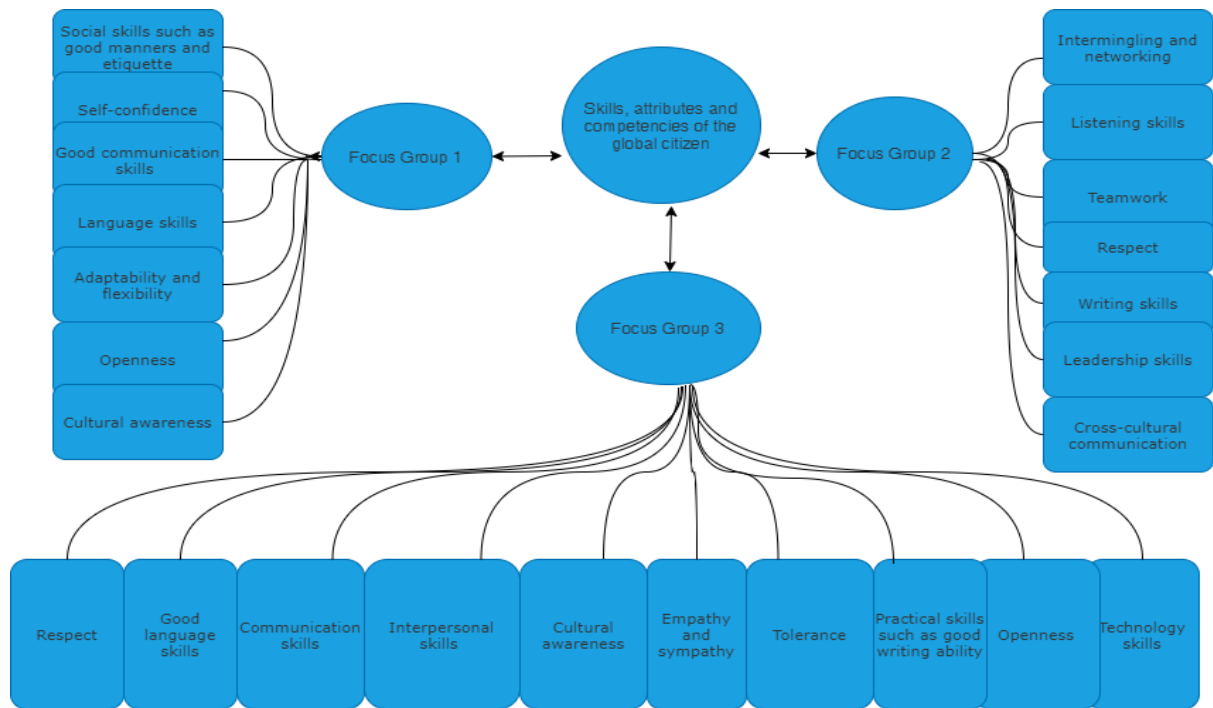 Social skills such as
good manners and
etiquette
Self-confidence
Good communication
skills
Language skills
Adaptability and
flexibility
Openness
Cultural awareness
Focus Group 1
Skills, attributes and
competencies of the
global citizen
Focus Group 2
Intermingling and
networking
Listening skills
Teamwork
Respect
Writing skills
Leadership skills
Cross-cultural
communication
Focus Group 3
Respect
Good
language
skills
Communication
skills
Interpersonal
skills
Cultural
awareness
Empathy
and
sympathy
Tolerance
Practical skills
such as good
writing ability
Openness
Technology
skills